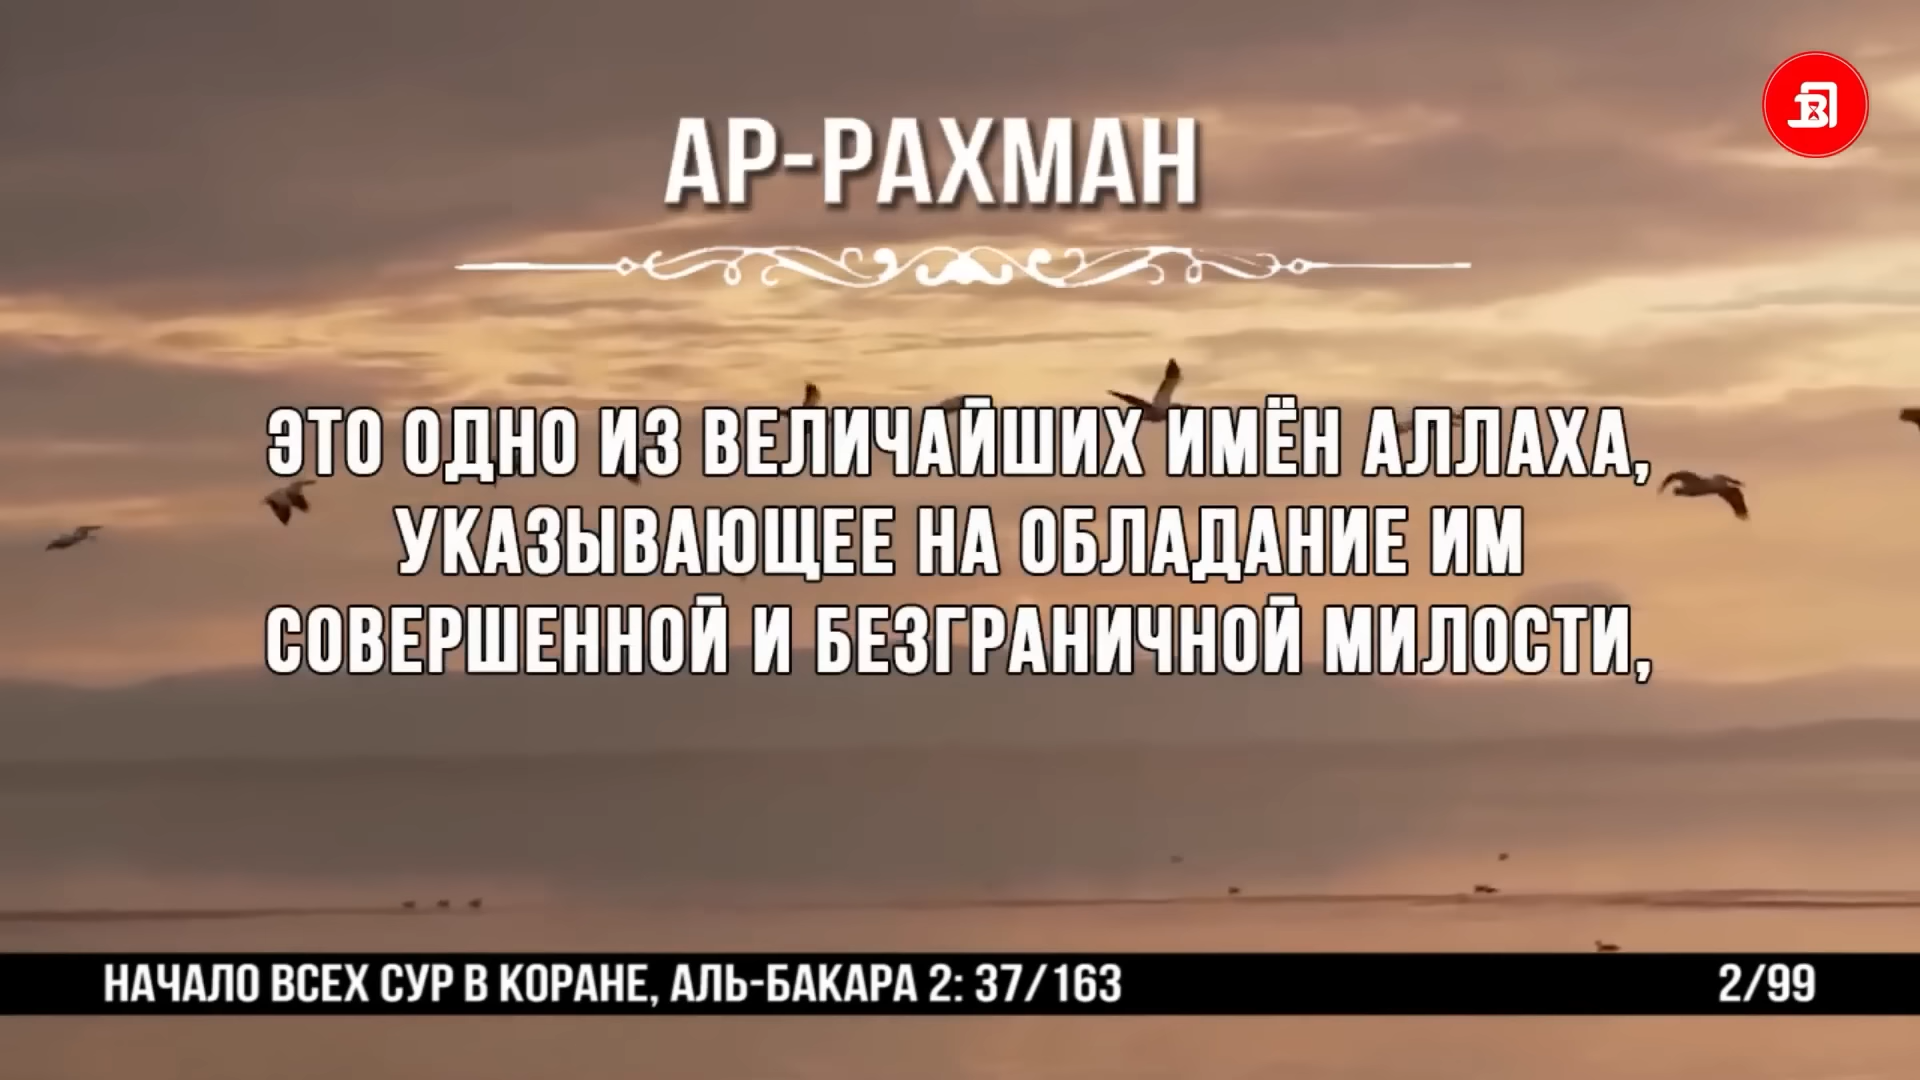 АР-РАХМАН
ЭТО ОДНО ИЗ ВЕЛИЧАЙШИХ ИМЁН АЛЛАХА,
УКАЗЫВАЮЩЕЕ НА ОБЛАДАНИЕ ИМ
СОВЕРШЕННОЙ И БЕЗГРАНИЧНОЙ МИЛОСТИ,
НАЧАЛО ВСЕХ СУР В КОРАНЕ, АЛЬ-БАКАРА 2: 37/163
2/99